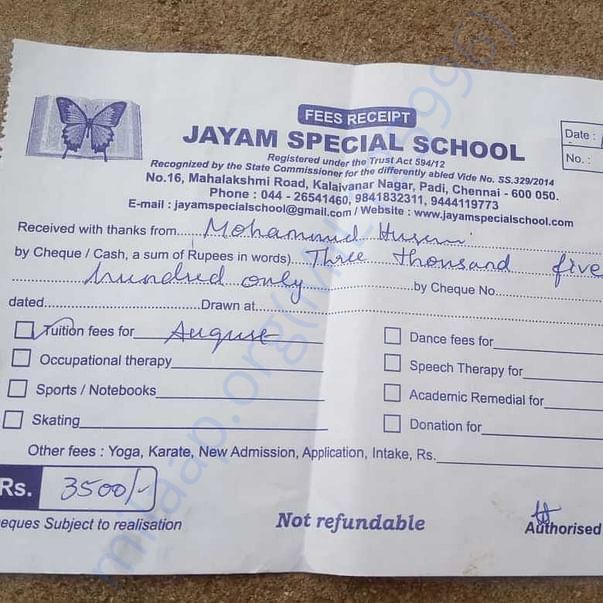 FEES RECEIPT
JAYAM SPECIAL SCHOOL
Registered under the Trust Act 594/12
Recognized by the State Commissioner for the differently abled Vide No. SS.329/2014
No.16, Mahalakshmi Road, Kalaivanar Nagar, Padi, Chennai - 600 050.
Phone : 044 - 26541460, 9841832311, 9444119773
E-mail : jayamspecialschool@gmail.com / Website : www.jayamspecialschool.com
Date :
No. :
Received with thanks from Mohammud
by Cheque / Cash, a sum of Rupees in words) Three thousand five
hundred only by Cheque No.
dated Drawn at
Tuition fees for August
Occupational therapy
Sports / Notebooks
Skating
Dance fees for
Speech Therapy for
Academic Remedial for
Donation for
Other fees : Yoga, Karate, New Admission, Application, Intake, Rs.
Rs. 3500/-
eques Subject to realisation
Not refundable
Authorised